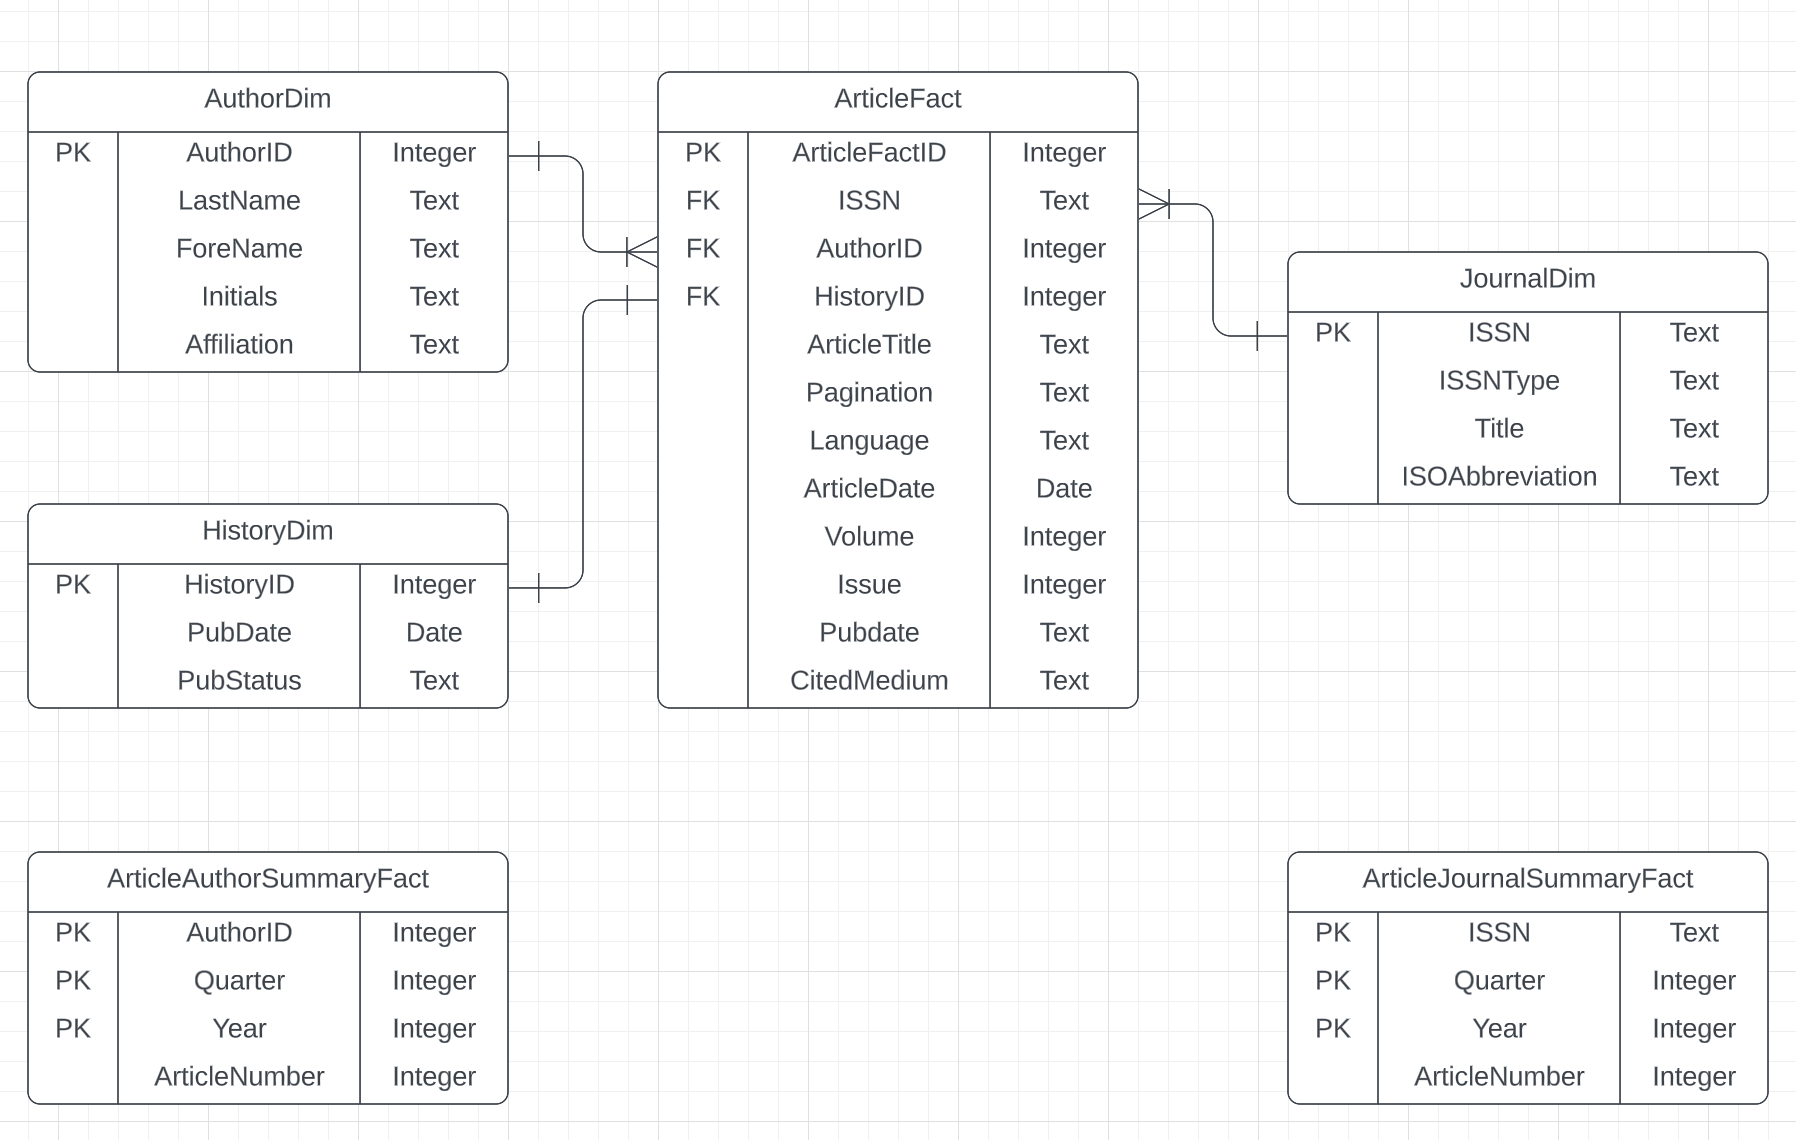 AuthorDim
PK AuthorID Integer
LastName Text
ForeName Text
Initials Text
Affiliation Text
ArticleFact
PK ArticleFactID Integer
FK ISSN Text
FK AuthorID Integer
FK HistoryID Integer
ArticleTitle Text
Pagination Text
Language Text
ArticleDate Date
Volume Integer
Issue Integer
Pubdate Text
CitedMedium Text
JournalDim
PK ISSN Text
ISSNType Text
Title Text
ISOAbbreviation Text
HistoryDim
PK HistoryID Integer
PubDate Date
PubStatus Text
ArticleAuthorSummaryFact
PK AuthorID Integer
PK Quarter Integer
PK Year Integer
ArticleNumber Integer
ArticleJournalSummaryFact
PK ISSN Text
PK Quarter Integer
PK Year Integer
ArticleNumber Integer